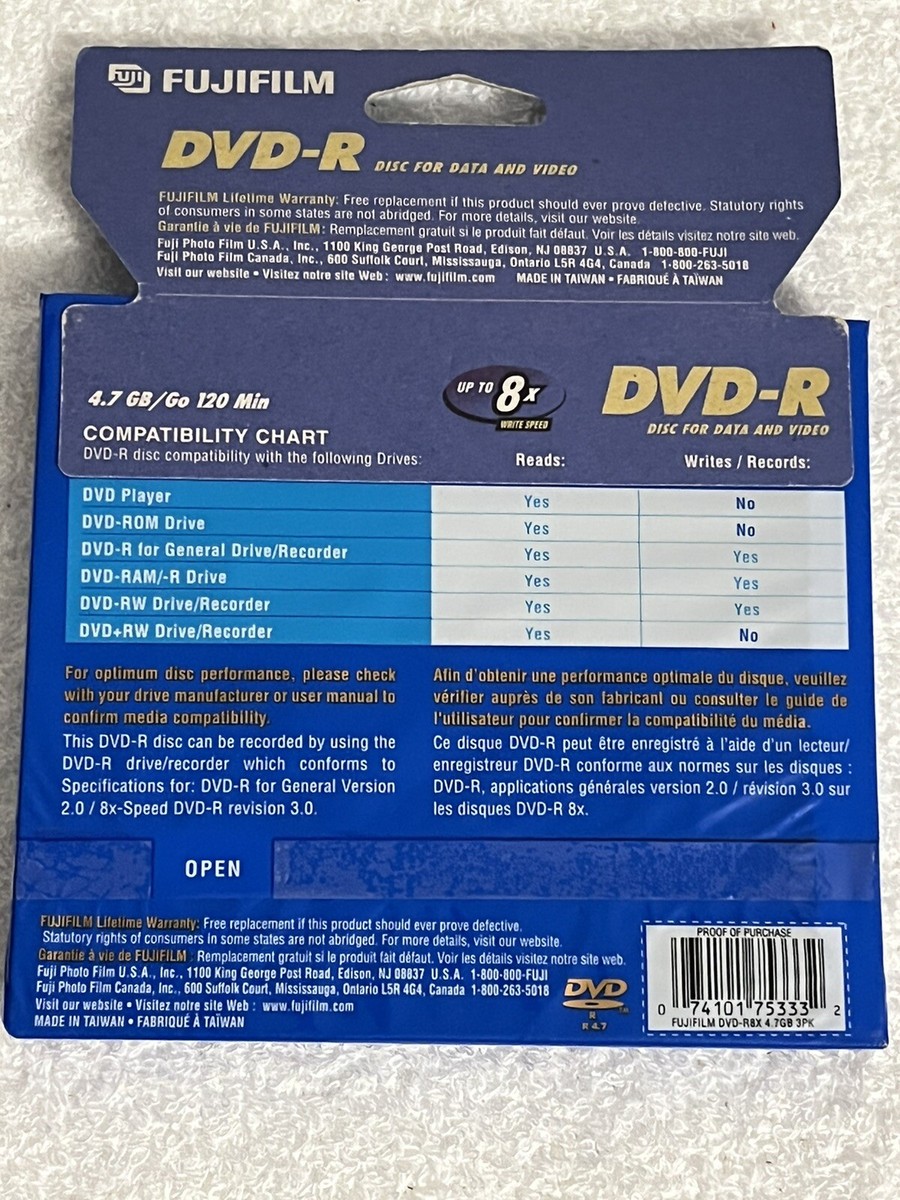 FUJI FUJIFILM
DVD-R DISC FOR DATA AND VIDEO
FUJIFILM Lifetime Warranty: Free replacement if this product should ever prove defective. Statutory rights
of consumers in some states are not abridged. For more details, visit our website.
Garantie à vie de FUJIFILM: Remplacement gratuit si le produit fait défaut. Voir les détails visitez notre site web.
Fuji Photo Film U.S.A., Inc., 1100 King George Post Road, Edison, NJ 08837 U.S.A. 1-800-800-FUJI
Fuji Photo Film Canada, Inc., 600 Suffolk Court, Mississauga, Ontario L5R 4G4, Canada 1-800-263-5018
Visit our website • Visitez notre site Web: www.fujifilm.com MADE IN TAIWAN • FABRIQUÉ À TAÏWAN
4.7 GB/Go 120 Min
UP TO 8x
WRITE SPEED
DVD-R
DISC FOR DATA AND VIDEO
COMPATIBILITY CHART
DVD-R disc compatibility with the following Drives: Reads: Writes / Records:
DVD Player Yes No
DVD-ROM Drive Yes No
DVD-R for General Drive/Recorder Yes Yes
DVD-RAM/-R Drive Yes Yes
DVD-RW Drive/Recorder Yes Yes
DVD+RW Drive/Recorder Yes No
For optimum disc performance, please check
with your drive manufacturer or user manual to
confirm media compatibility.
This DVD-R disc can be recorded by using the
DVD-R drive/recorder which conforms to
Specifications for: DVD-R for General Version
2.0 / 8x-Speed DVD-R revision 3.0.
Afin d'obtenir une performance optimale du disque, veuillez
vérifier auprès de son fabricant ou consulter le guide de
l'utilisateur pour confirmer la compatibilité du média.
Ce disque DVD-R peut être enregistré à l'aide d'un lecteur/
enregistreur DVD-R conforme aux normes sur les disques :
DVD-R, applications générales version 2.0 / révision 3.0 sur
les disques DVD-R 8x.
OPEN
FUJIFILM Lifetime Warranty: Free replacement if this product should ever prove defective.
Statutory rights of consumers in some states are not abridged. For more details, visit our website.
Garantie à vie de FUJIFILM : Remplacement gratuit si le produit fait défaut. Voir les détails visitez notre site web.
Fuji Photo Film U.S.A., Inc., 1100 King George Post Road, Edison, NJ 08837 U.S.A. 1-800-800-FUJI
Fuji Photo Film Canada, Inc., 600 Suffolk Court, Mississauga, Ontario L5R 4G4, Canada 1-800-263-5018
Visit our website • Visitez notre site Web : www.fujifilm.com
MADE IN TAIWAN • FABRIQUÉ À TAÏWAN
DVD
R
R 4.7
PROOF OF PURCHASE
0 74101 75333 2
FUJIFILM DVD-R8X 4.7GB 3PK